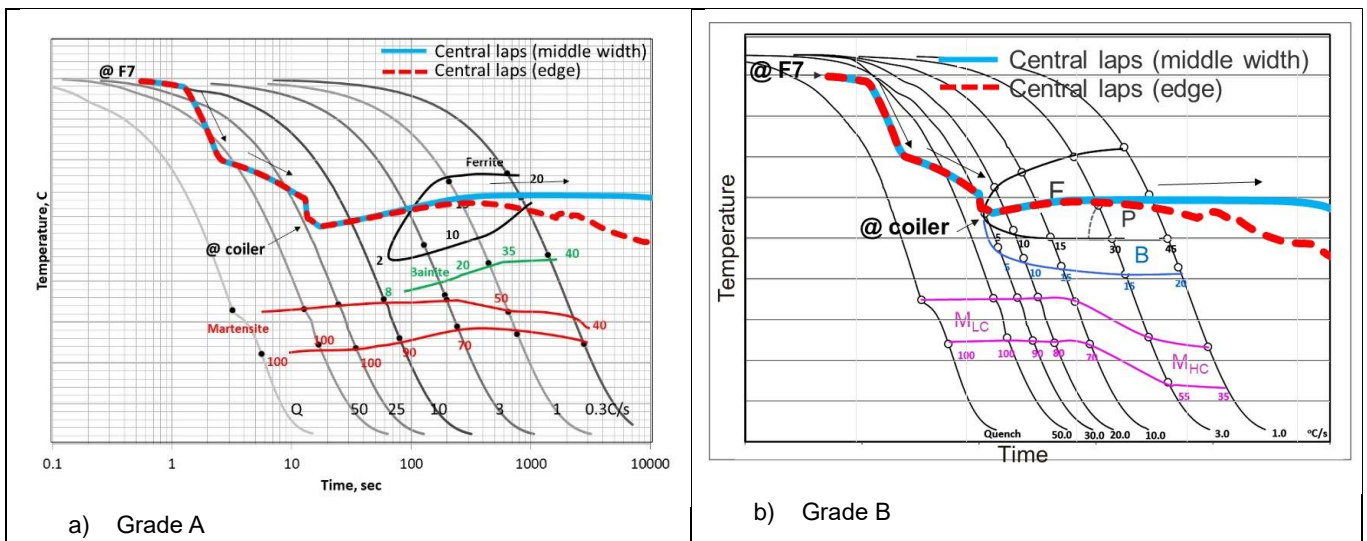 Central laps (middle width)
Central laps (edge)
@ F7
Ferrite
20
15
10
2
@ coiler
Bainite
20
35
40
8
50
Martensite
40
100
100
100
90
70
Q 50 25 10 3 1 0.3C/s
Temperature, C
0.1 1 10 100 1000 10000
Time, sec
a) Grade A
Central laps (middle width)
Central laps (edge)
@ F7
F
P
@ coiler
5 10 15 30 45
B
5 10 15 15 20
MLC
MHC
100 100 90 80 70 55 35
Quench 50.0 30.0 20.0 10.0 3.0 1.0 ºC/s
Temperature
Time
b) Grade B